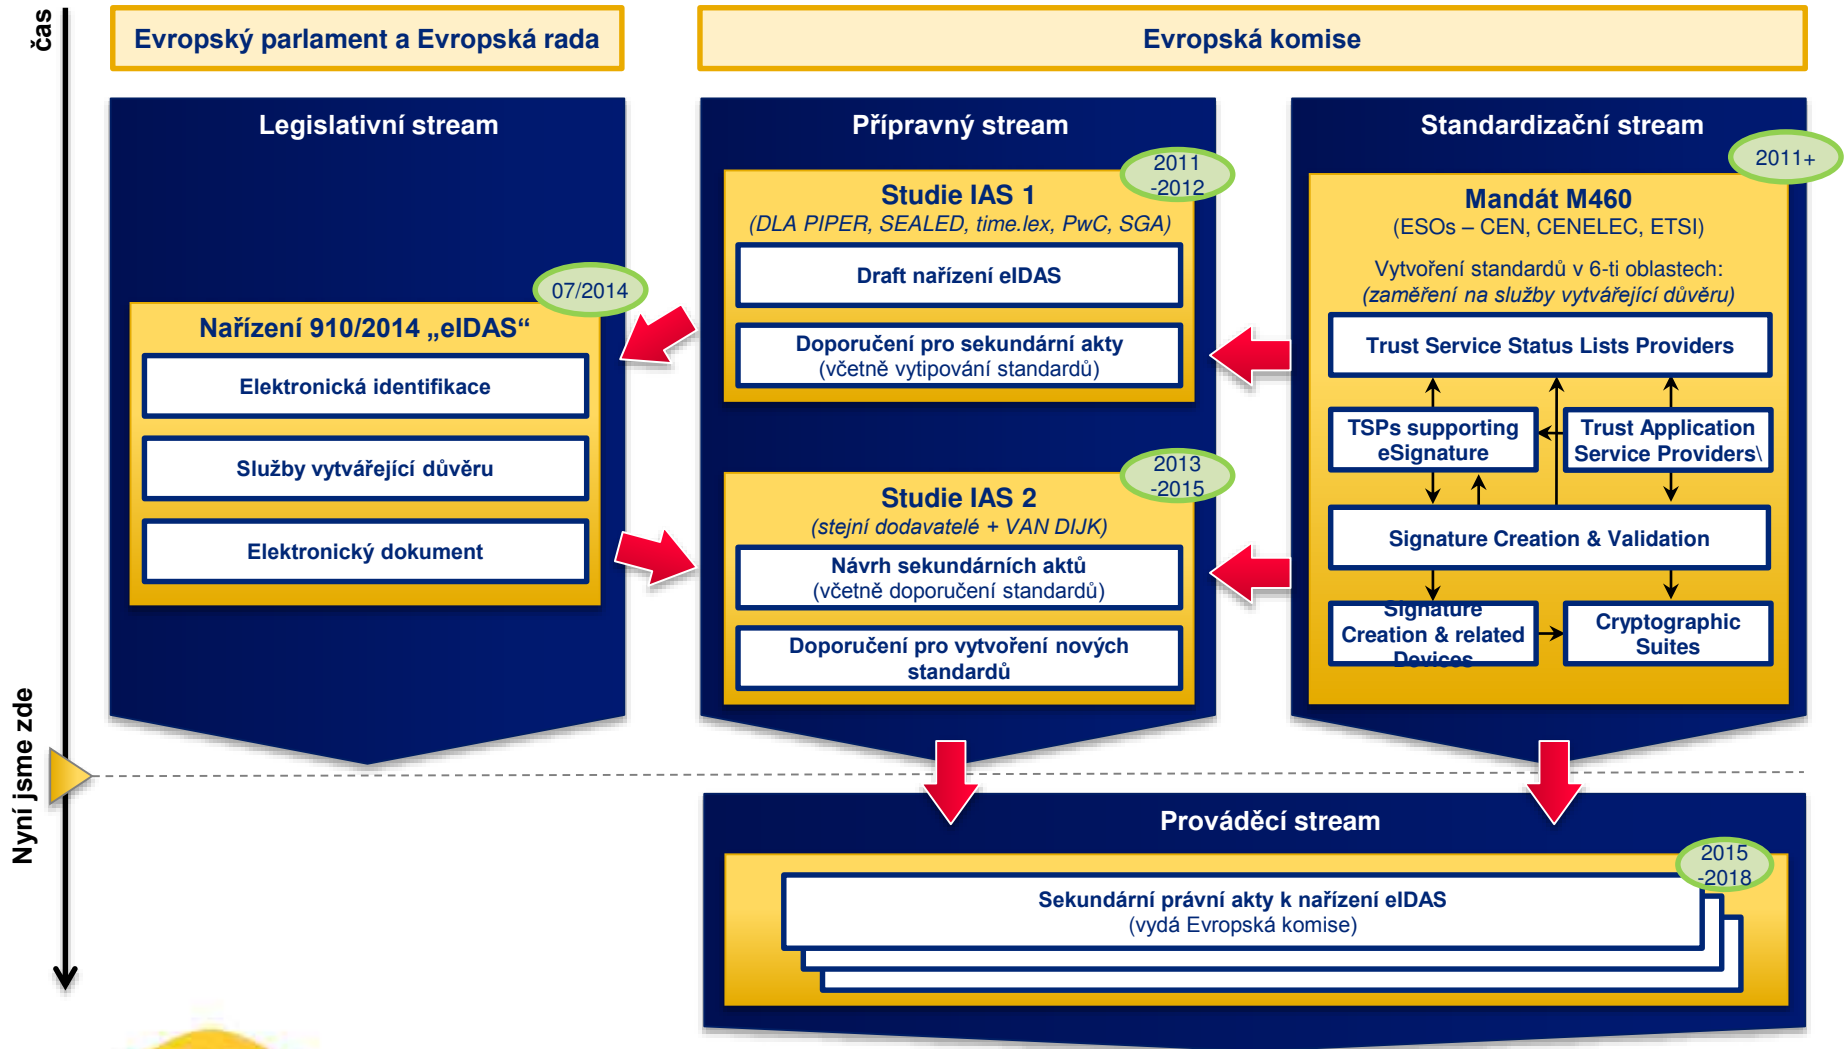 čas
Evropský parlament a Evropská rada
Evropská komise
Legislativní stream
07/2014
Nařízení 910/2014 „eIDAS“
Elektronická identifikace
Služby vytvářející důvěru
Elektronický dokument
Přípravný stream
2011
-2012
Studie IAS 1
(DLA PIPER, SEALED, time.lex, PwC, SGA)
Draft nařízení eIDAS
Doporučení pro sekundární akty
(včetně vytipování standardů)
2013
-2015
Studie IAS 2
(stejní dodavatelé + VAN DIJK)
Návrh sekundárních aktů
(včetně doporučení standardů)
Doporučení pro vytvoření nových
standardů
Standardizační stream
2011+
Mandát M460
(ESOs – CEN, CENELEC, ETSI)
Vytvoření standardů v 6-ti oblastech:
(zaměření na služby vytvářející důvěru)
Trust Service Status Lists Providers
TSPs supporting
eSignature
Trust Application
Service Providers\
Signature Creation & Validation
Signature
Creation & related
Devices
Cryptographic
Suites
Nyní jsme zde
Prováděcí stream
2015
-2018
Sekundární právní akty k nařízení eIDAS
(vydá Evropská komise)